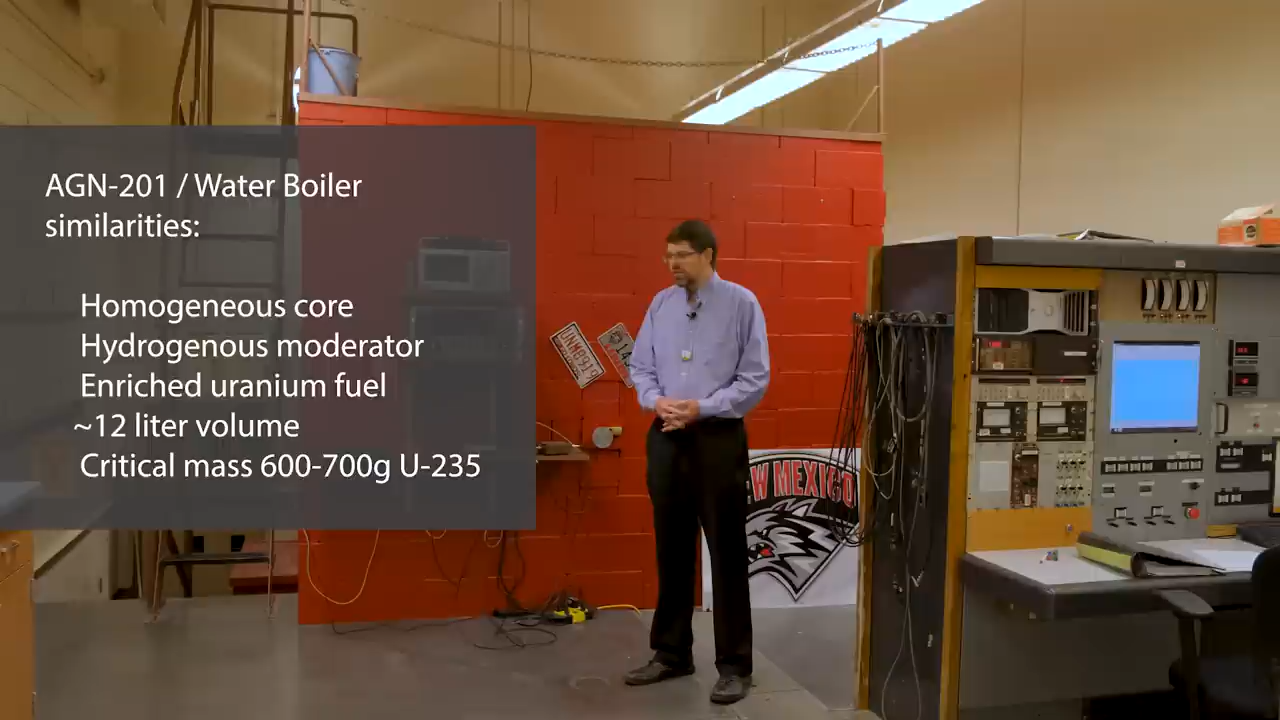 AGN-201 / Water Boiler
similarities:
Homogeneous core
Hydrogenous moderator
Enriched uranium fuel
~12 liter volume
Critical mass 600-700g U-235
W MEXICO